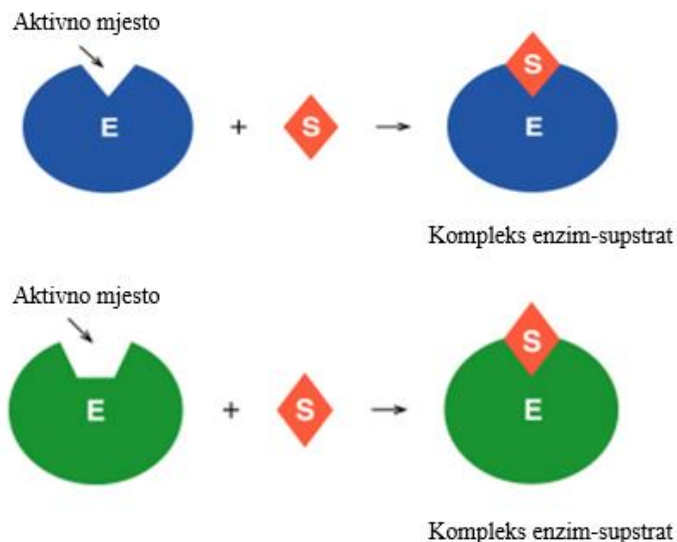 Aktivno mjesto
E + S → S
E
Kompleks enzim-supstrat
Aktivno mjesto
E + S → S
E
Kompleks enzim-supstrat